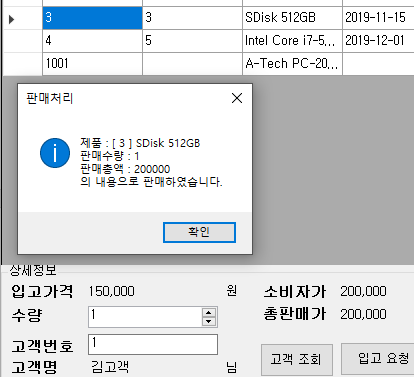 3 3 SDisk 512GB 2019-11-15
4 5 Intel Core i7-5... 2019-12-01
1001 A-Tech PC-20...
판매처리
제품 : [ 3 ] SDisk 512GB
판매수량 : 1
판매총액 : 200000
의 내용으로 판매하였습니다.
확인
상세정보
입고가격 150,000 원 소비자가 200,000
수량 1 총판매가 200,000
고객번호 1
고객명 김고객 님 고객 조회 입고 요청